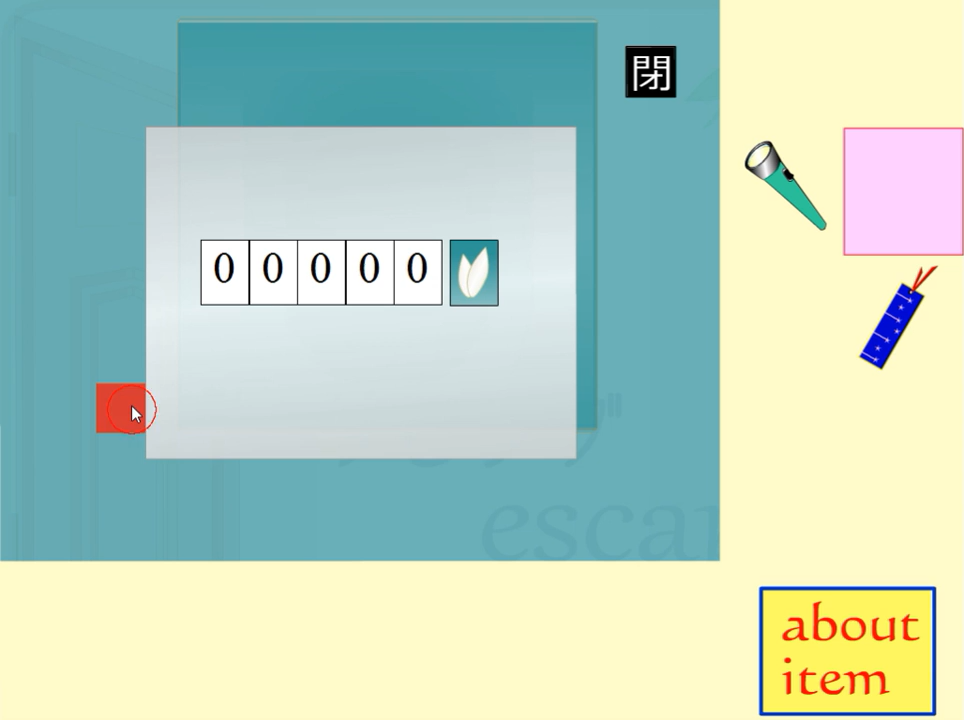 閉
0 0 0 0 0
about
item